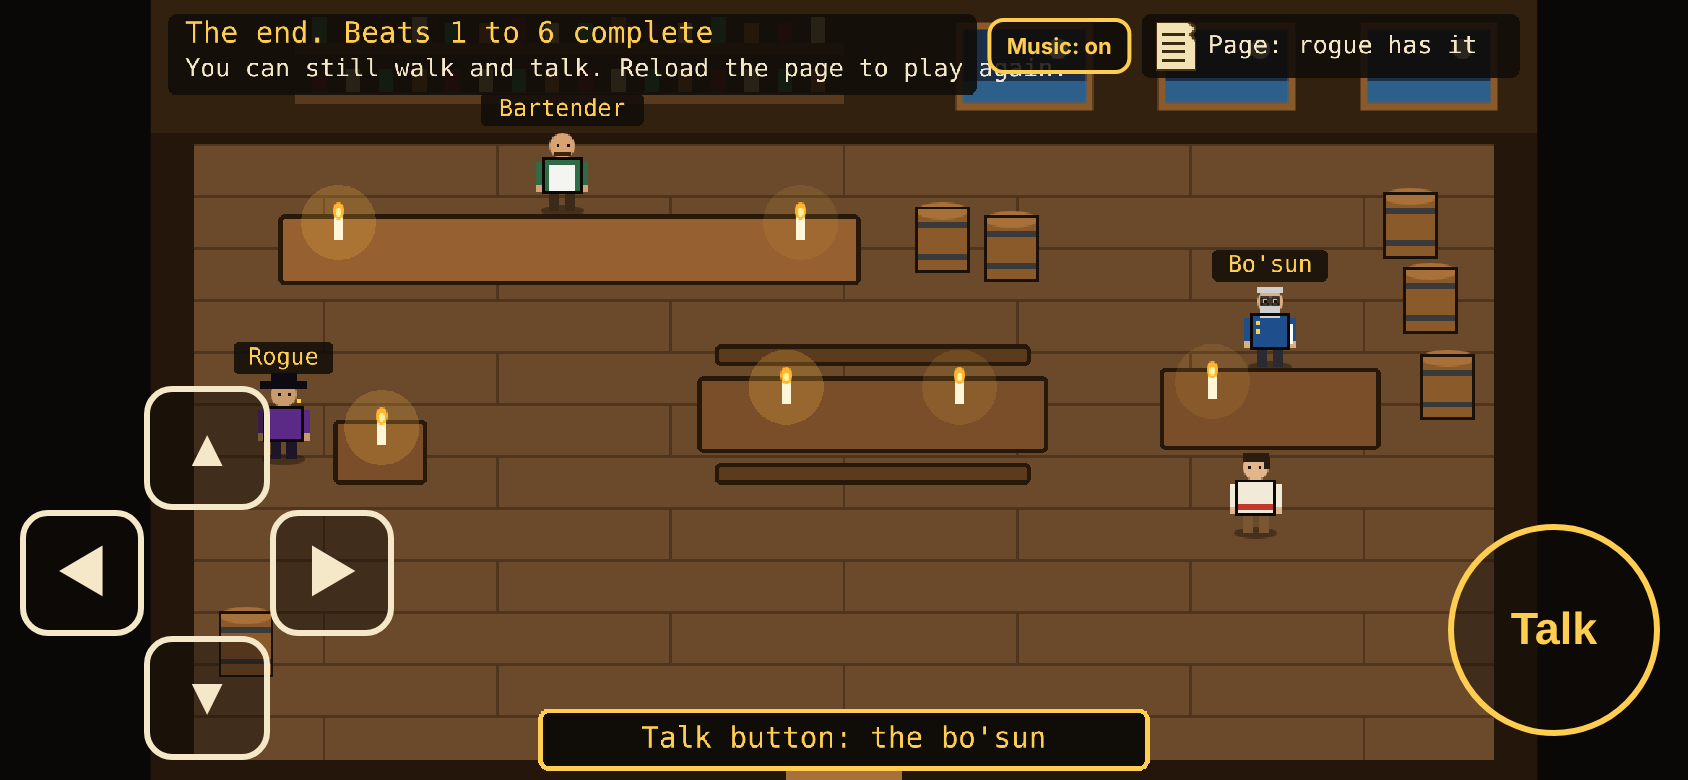 The end. Beats 1 to 6 complete
You can still walk and talk. Reload the page to play again.
Music: on
Page: rogue has it
Bartender
Bo'sun
Rogue
Talk
Talk button: the bo'sun